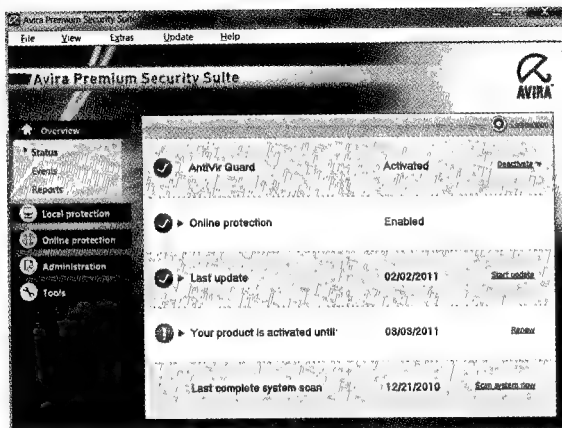 Avira Premium Security Suite
File View Extras Update Help
Avira Premium Security Suite
AVIRA
Overview
Status
Events
Reports
Local protection
Online protection
Administration
Tools
Configuration
AntiVir Guard Activated Deactivate
Online protection Enabled
Last update 02/02/2011 Start update
Your product is activated until: 03/03/2011 Renew
Last complete system scan 12/21/2010 Scan system now